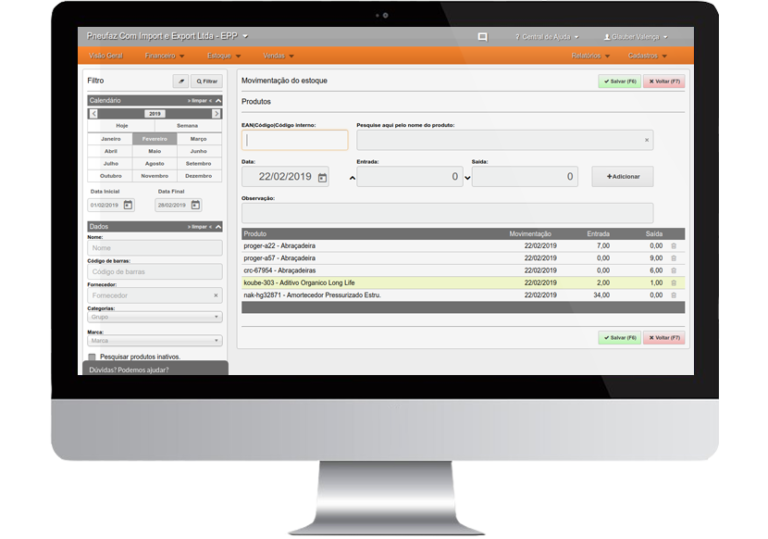 Pneufaz Com Import e Export Ltda - EPP
Central de Ajuda
Glauber Valença
Visão Geral
Financeiro
Estoque
Vendas
Relatórios
Cadastros
Filtro
Filtrar
Calendário
» limpar «
2019
Hoje
Semana
Janeiro
Fevereiro
Março
Abril
Maio
Junho
Julho
Agosto
Setembro
Outubro
Novembro
Dezembro
Data Inicial
Data Final
01/02/2019
28/02/2019
Dados
» limpar «
Nome:
Nome
Código de barras:
Código de barras
Fornecedor:
Fornecedor
Categorias:
Grupo
Marca:
Marca
Pesquisar produtos inativos.
Dúvidas? Podemos ajudar?
Movimentação do estoque
Salvar (F6)
Voltar (F7)
Produtos
EAN|Código|Código interno:
Pesquise aqui pelo nome do produto:
Data:
Entrada:
Saída:
22/02/2019
0
0
+Adicionar
Observação:
Produto Movimentação Entrada Saída
proger-a22 - Abraçadeira 22/02/2019 7,00 0,00
proger-a57 - Abraçadeira 22/02/2019 0,00 9,00
crc-67954 - Abraçadeiras 22/02/2019 0,00 6,00
koube-303 - Aditivo Organico Long Life 22/02/2019 2,00 1,00
nak-hg32871 - Amortecedor Pressurizado Estru. 22/02/2019 34,00 0,00
Salvar (F6)
Voltar (F7)